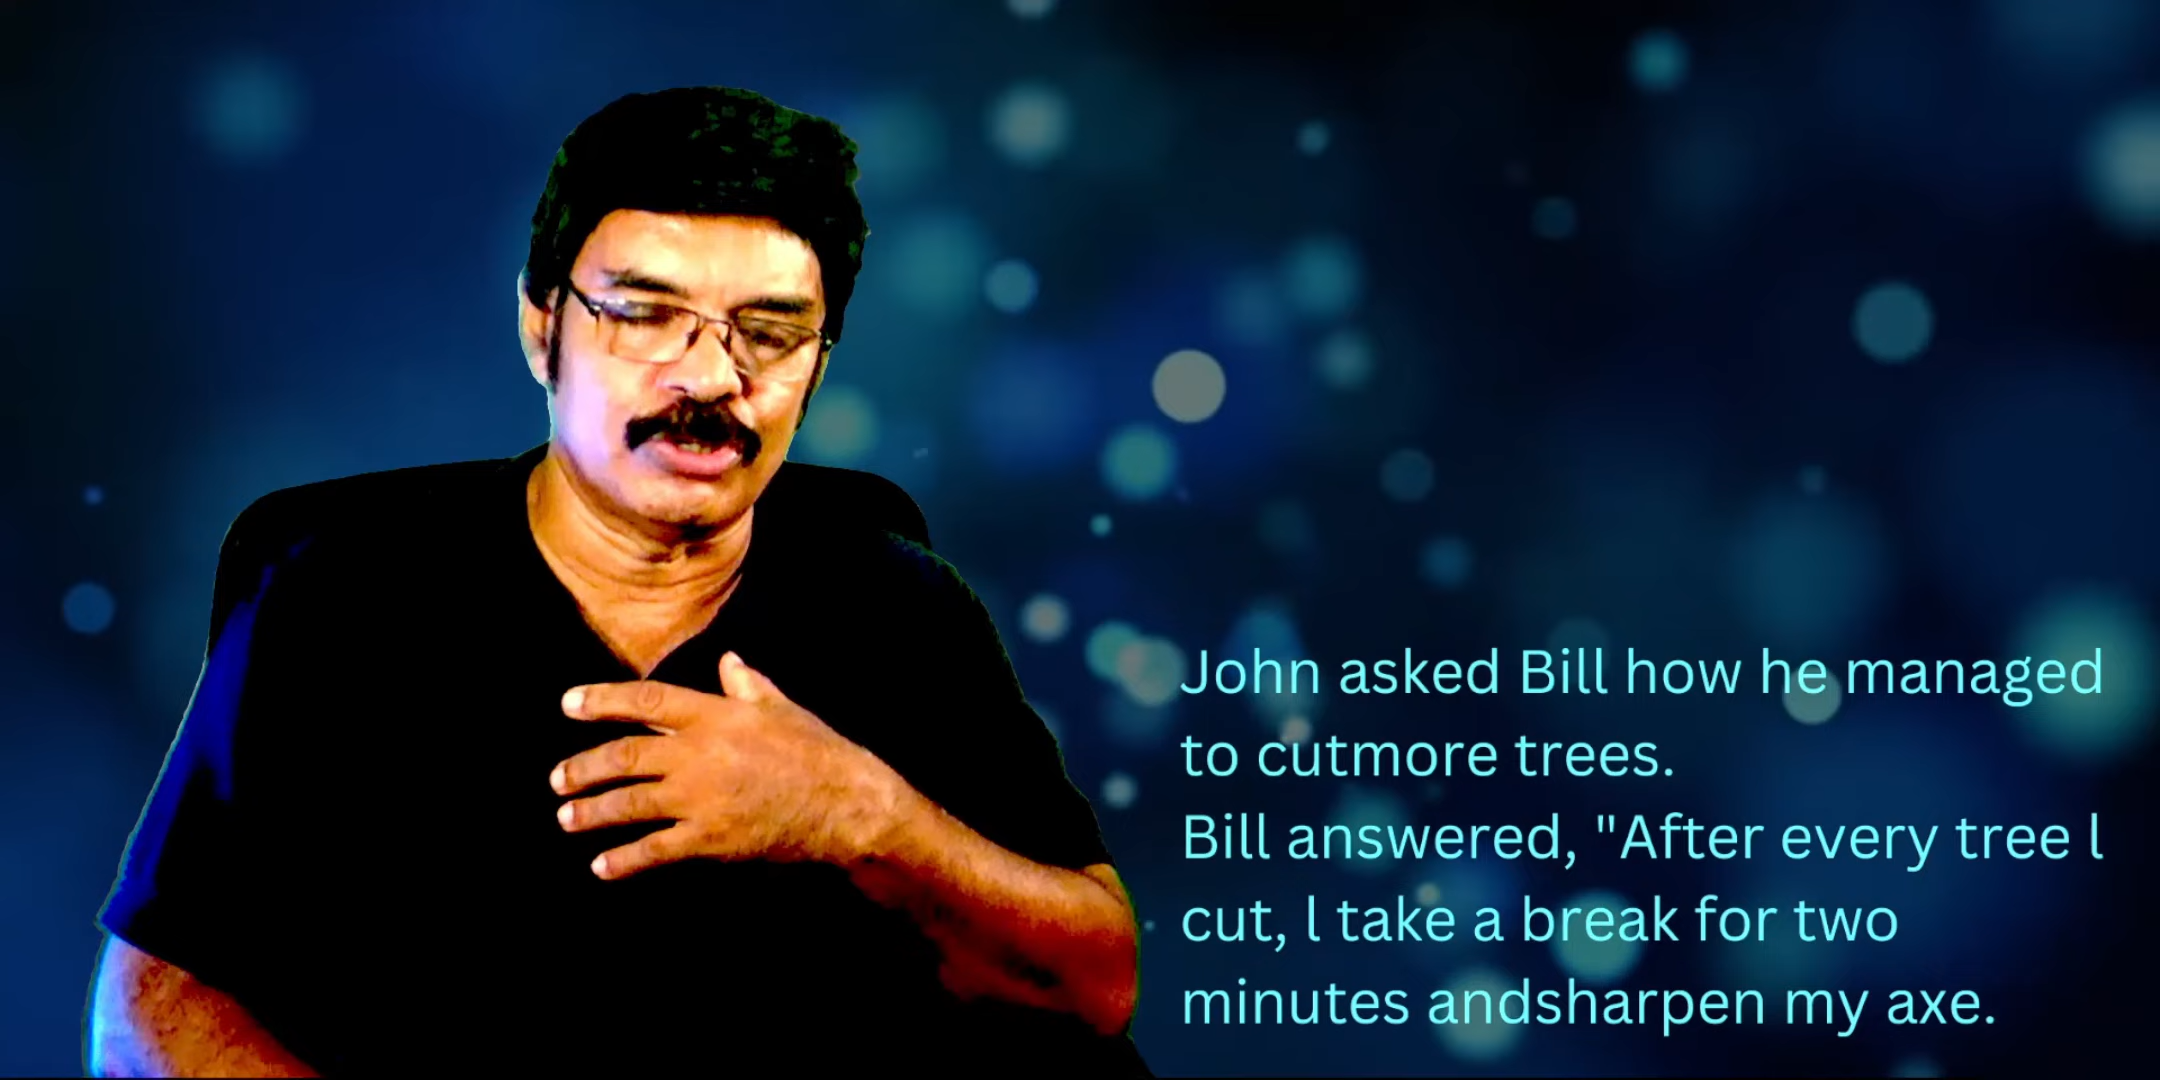 John asked Bill how he managed
to cutmore trees.
Bill answered, "After every tree l
cut, l take a break for two
minutes andsharpen my axe.